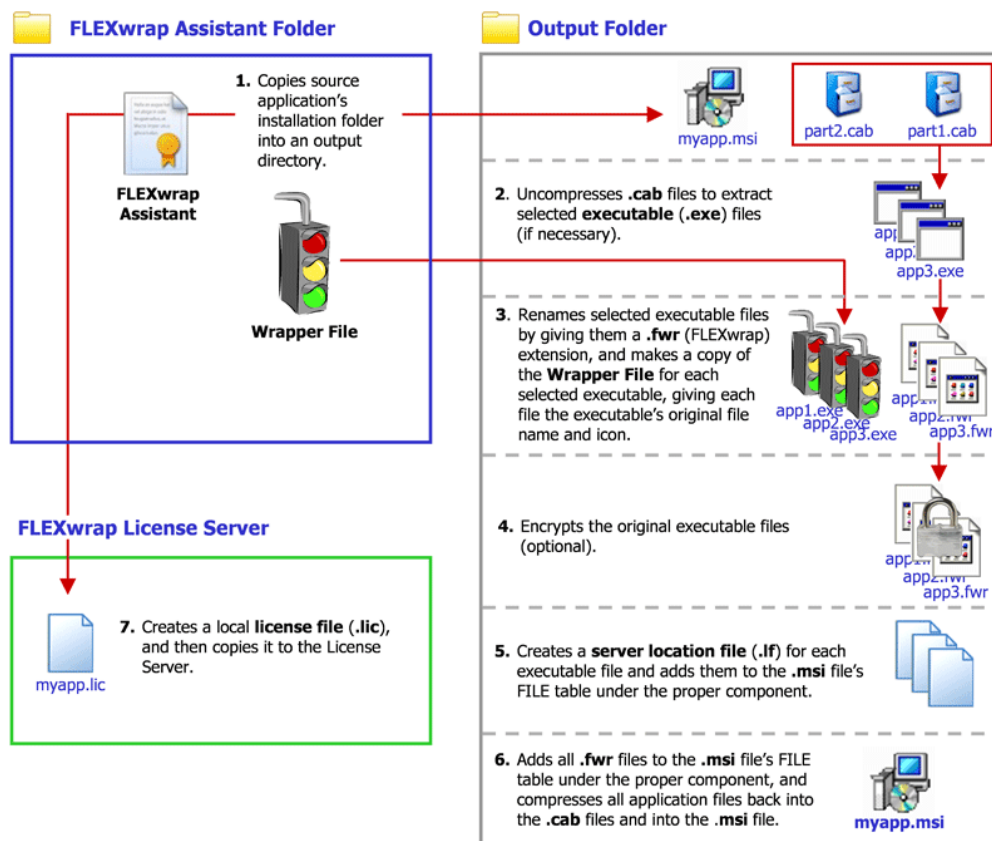 FLEXwrap Assistant Folder
1. Copies source
application's
installation folder
into an output
directory.
FLEXwrap
Assistant
Wrapper File
FLEXwrap License Server
7. Creates a local license file (.lic),
and then copies it to the License
Server.
myapp.lic
Output Folder
myapp.msi
part2.cab
part1.cab
2. Uncompresses .cab files to extract
selected executable (.exe) files
(if necessary).
app3.exe
3. Renames selected executable files
by giving them a .fwr (FLEXwrap)
extension, and makes a copy of
the Wrapper File for each
selected executable, giving each
file the executable's original file
name and icon.
app1.exe
app2.exe
app3.exe
app2.fwr
app3.fwr
4. Encrypts the original executable files
(optional).
app2.fwr
app3.fwr
5. Creates a server location file (.lf) for each
executable file and adds them to the .msi file's
FILE table under the proper component.
6. Adds all .fwr files to the .msi file's FILE
table under the proper component, and
compresses all application files back into
the .cab files and into the .msi file.
myapp.msi